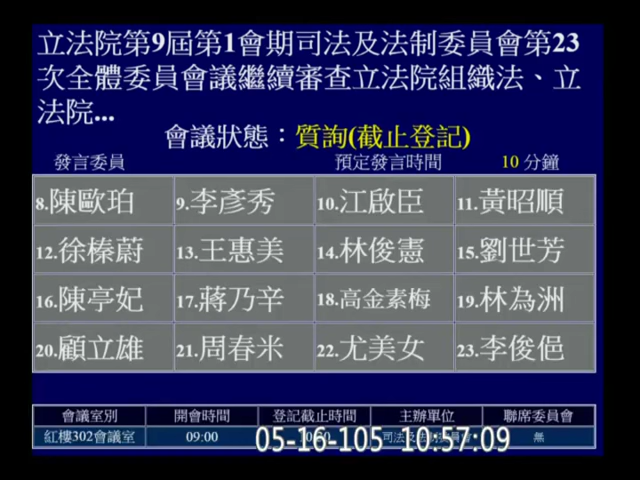 立法院第9屆第1會期司法及法制委員會第23
次全體委員會議繼續審查立法院組織法、立
法院...
會議狀態：質詢(截止登記)
發言委員 預定發言時間 10 分鐘
8.陳歐珀 9.李彥秀 10.江啟臣 11.黃昭順
12.徐榛蔚 13.王惠美 14.林俊憲 15.劉世芳
16.陳亭妃 17.蔣乃辛 18.高金素梅 19.林為洲
20.顧立雄 21.周春米 22.尤美女 23.李俊俋
會議室別 開會時間 登記截止時間 主辦單位 聯席委員會
紅樓302會議室 09:00 司法及法制委員會 無
05-16-105 10:57:09